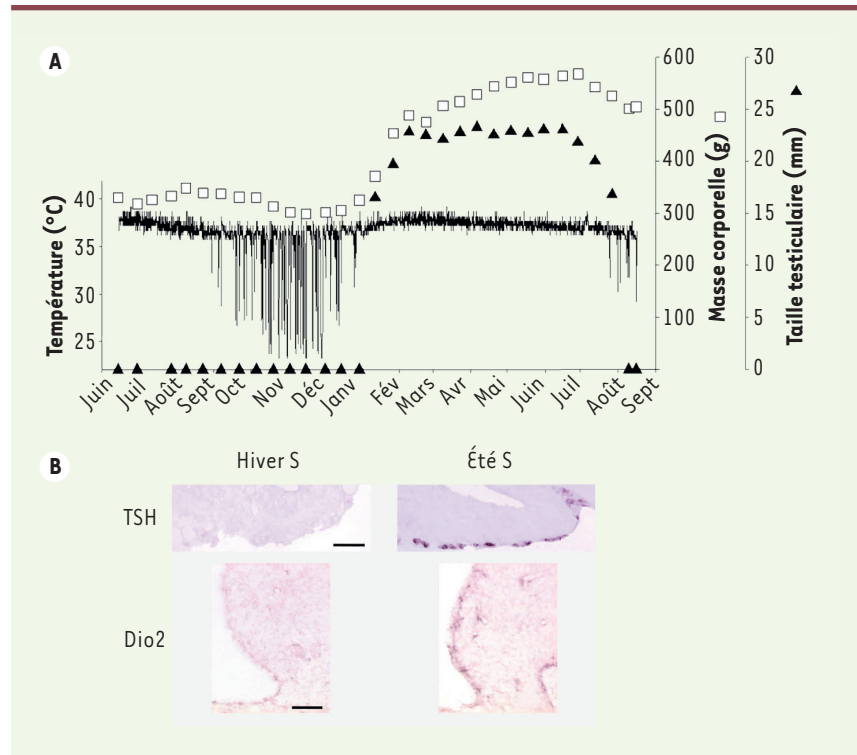 A
Température (°C)
40
35
30
25
600
500
400
300
200
100
Masse corporelle (g)
30
25
20
15
10
5
0
Taille testiculaire (mm)
Juin
Juil
Août
Sept
Oct
Nov
Déc
Janv
Fév
Mars
Avr
Mai
Juin
Juil
Août
Sept
B
Hiver S
Été S
TSH
Dio2